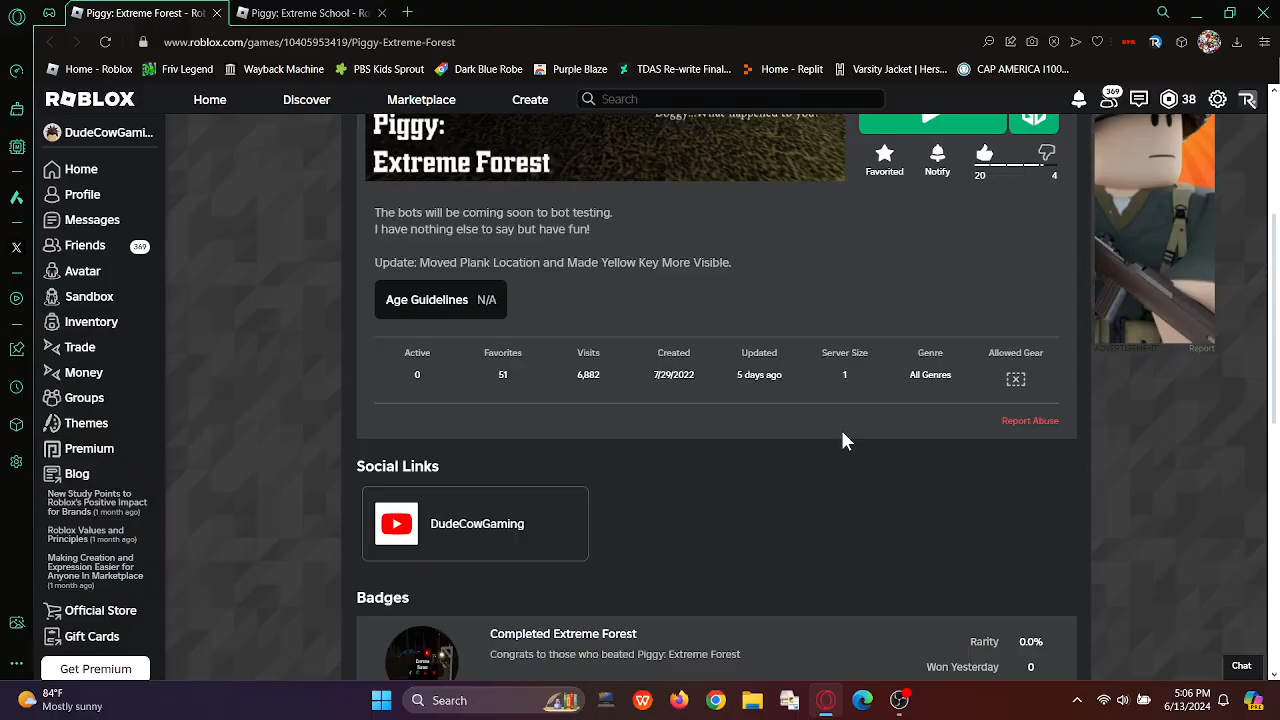 Piggy: Extreme Forest - Ro
Piggy: Extreme School - Ro
www.roblox.com/games/10405953419/Piggy-Extreme-Forest
Home - Roblox
Friv Legend
Wayback Machine
PBS Kids Sprout
Dark Blue Robe
Purple Blaze
TDAS Re-write Final...
Home - Replit
Varsity Jacket | Hers...
CAP AMERICA I100...
ROBLOX
Home
Discover
Marketplace
Create
Search
369
38
DudeCowGami...
Home
Profile
Messages
Friends
369
Avatar
Sandbox
Inventory
Trade
Money
Groups
Themes
Premium
Blog
New Study Points to
Roblox's Positive Impact
for Brands (1 month ago)
Roblox Values and
Principles (1 month ago)
Making Creation and
Expression Easier for
Anyone In Marketplace
(1 month ago)
Official Store
Gift Cards
Get Premium
Doggy...What happened to you?
Piggy:
Extreme Forest
Favorited
Notify
20
4
The bots will be coming soon to bot testing.
I have nothing else to say but have fun!
Update: Moved Plank Location and Made Yellow Key More Visible.
Age Guidelines N/A
Active Favorites Visits Created Updated Server Size Genre Allowed Gear
0 51 6,882 7/29/2022 5 days ago 1 All Genres
Report Abuse
ADVERTISEMENT
Report
Social Links
DudeCowGaming
Badges
Completed Extreme Forest
Congrats to those who beated Piggy: Extreme Forest
Rarity 0.0%
Won Yesterday 0
Chat
84°F
Mostly sunny
Search
5:06 PM
6/13/2024